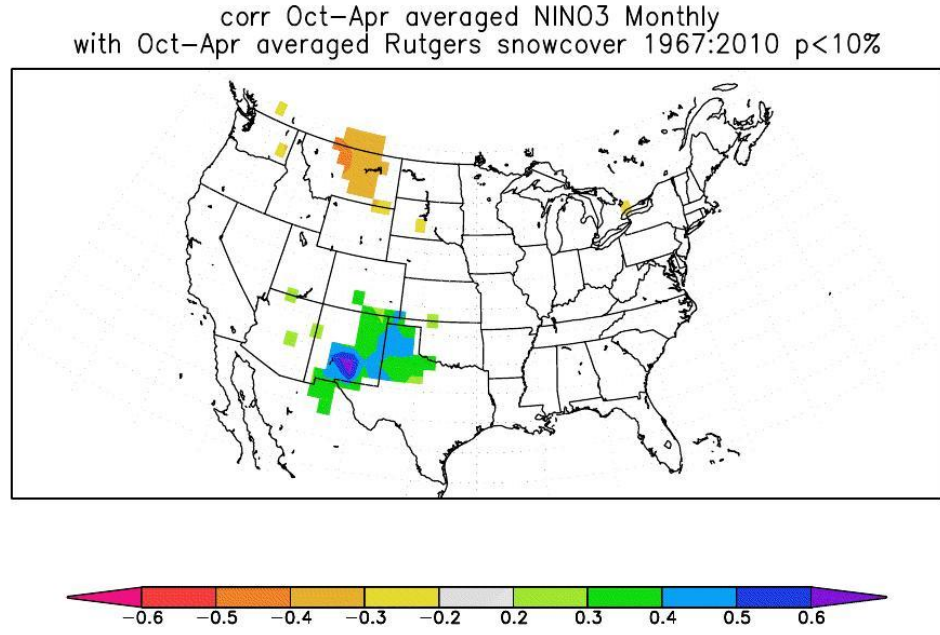 corr Oct-Apr averaged NINO3 Monthly
with Oct-Apr averaged Rutgers snowcover 1967:2010 p<10%
-0.6 -0.5 -0.4 -0.3 -0.2 0.2 0.3 0.4 0.5 0.6